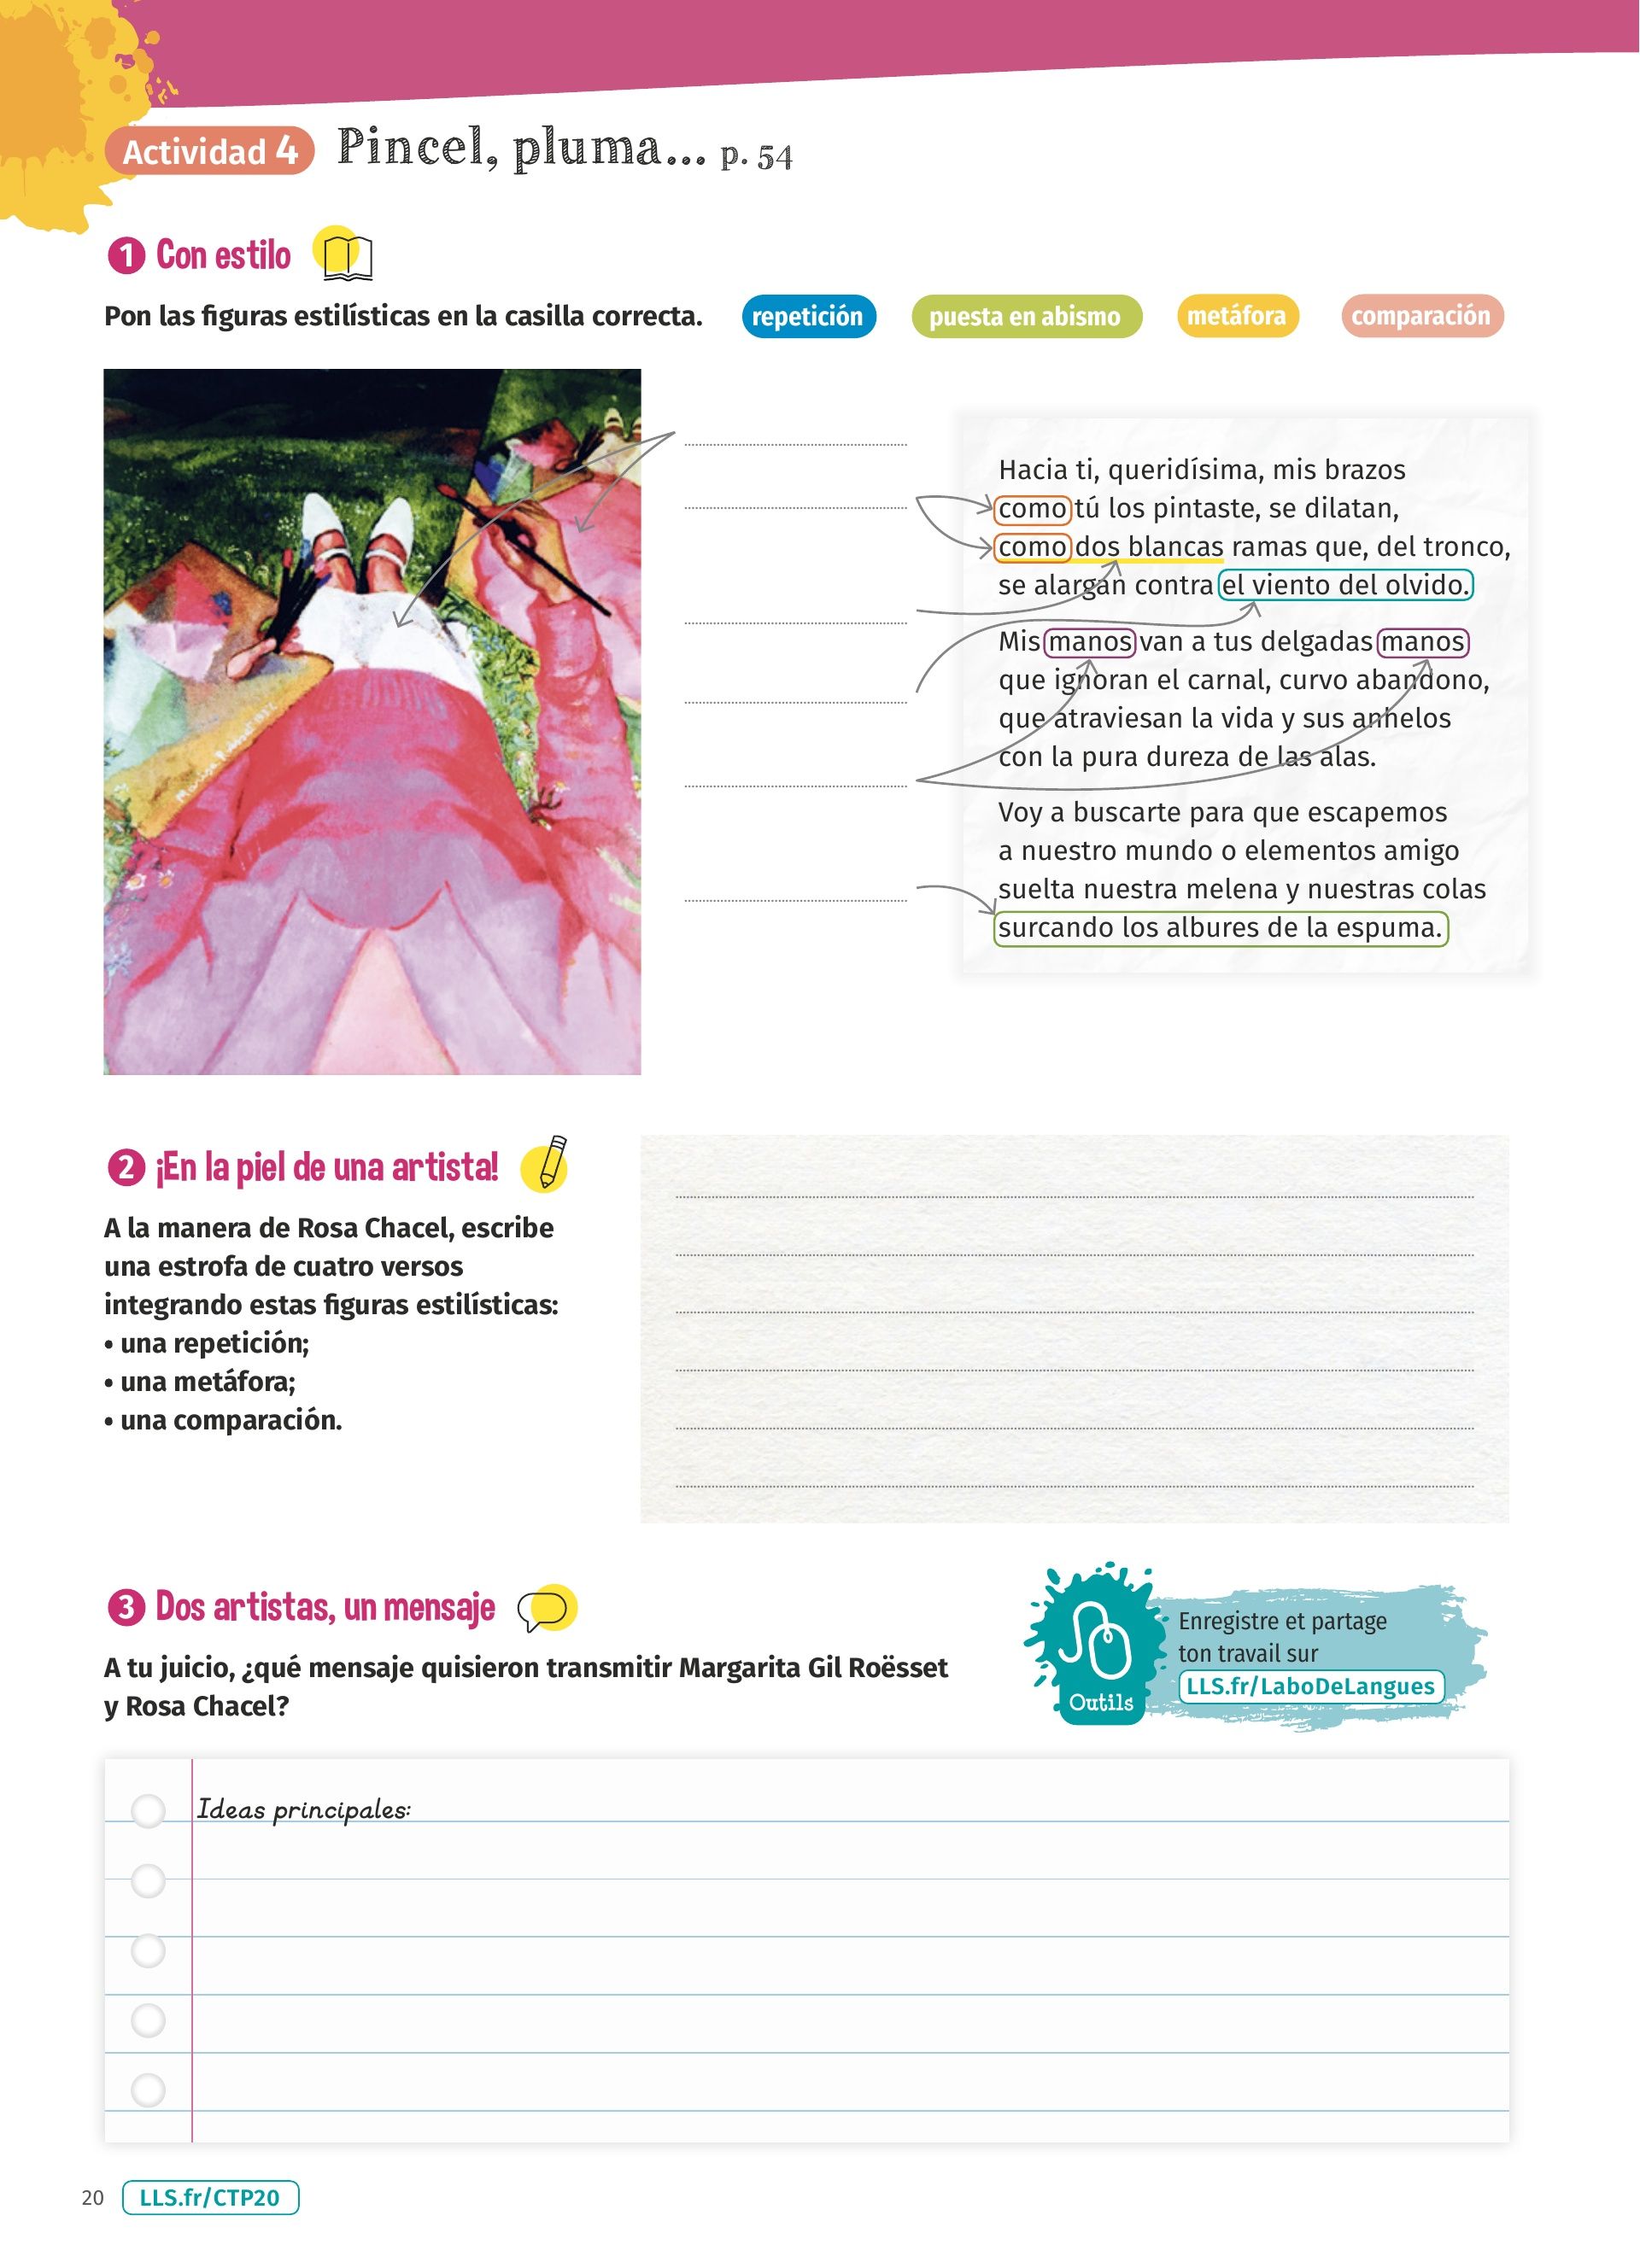 Actividad 4 Pincel, pluma... p. 54
1 Con estilo
Pon las figuras estilísticas en la casilla correcta. repetición puesta en abismo metáfora comparación
Hacia ti, queridísima, mis brazos
como tú los pintaste, se dilatan,
como dos blancas ramas que, del tronco,
se alargan contra el viento del olvido.
Mis manos van a tus delgadas manos
que ignoran el carnal, curvo abandono,
que atraviesan la vida y sus anhelos
con la pura dureza de las alas.
Voy a buscarte para que escapemos
a nuestro mundo o elementos amigo
suelta nuestra melena y nuestras colas
surcando los albures de la espuma.
2 ¡En la piel de una artista!
A la manera de Rosa Chacel, escribe
una estrofa de cuatro versos
integrando estas figuras estilísticas:
• una repetición;
• una metáfora;
• una comparación.
3 Dos artistas, un mensaje
A tu juicio, ¿qué mensaje quisieron transmitir Margarita Gil Roësset
y Rosa Chacel?
Outils
Enregistre et partage
ton travail sur
LLS.fr/LaboDeLangues
Ideas principales:
20 LLS.fr/CTP20